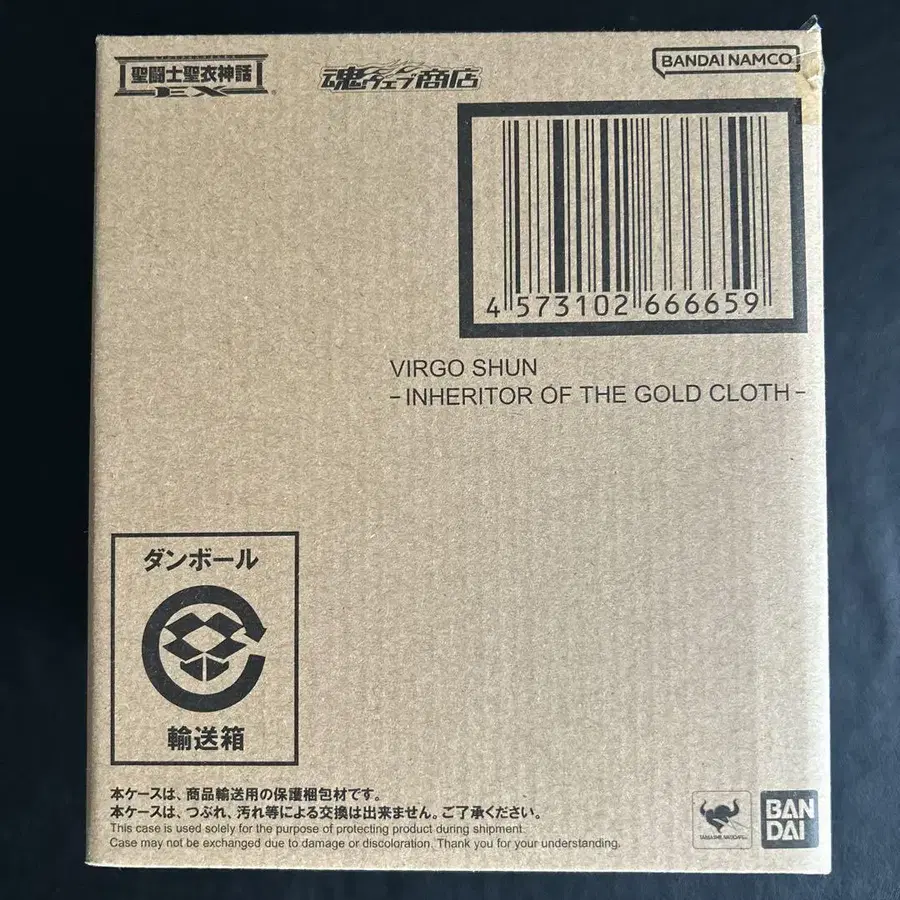 聖闘士聖衣神話
EX
魂ウェブ商店
BANDAI NAMCO
4 573102 666659
VIRGO SHUN
-INHERITOR OF THE GOLD CLOTH-
ダンボール
輸送箱
本ケースは、商品輸送用の保護梱包材です。
本ケースは、つぶれ、汚れ等による交換は出来ません。ご了承ください。
This case is used solely for the purpose of protecting product during shipment.
Case may not be exchanged due to damage or discoloration. Thank you for your understanding.
TAMASHII NATIONS
BAN
DAI